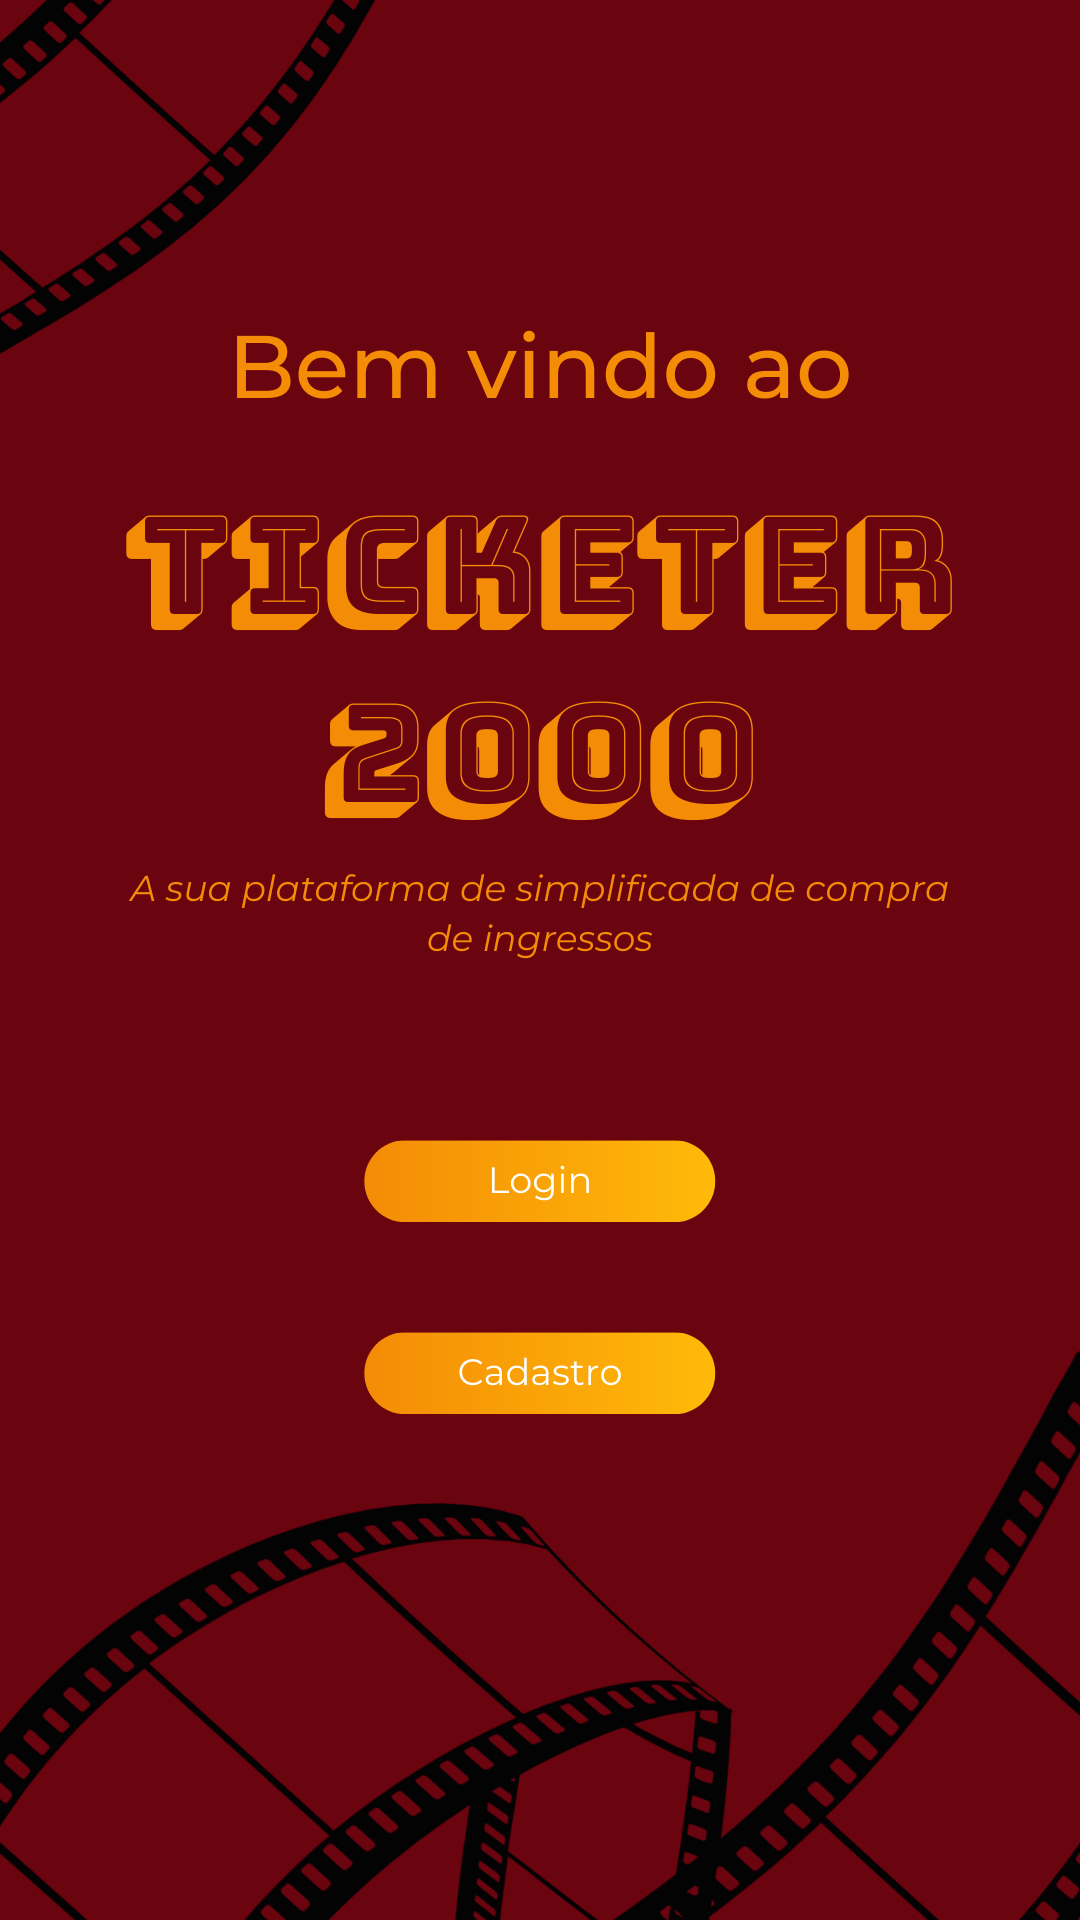 Bem vindo ao
TICKETER
2000
A sua plataforma de simplificada de compra
de ingressos
Login
Cadastro